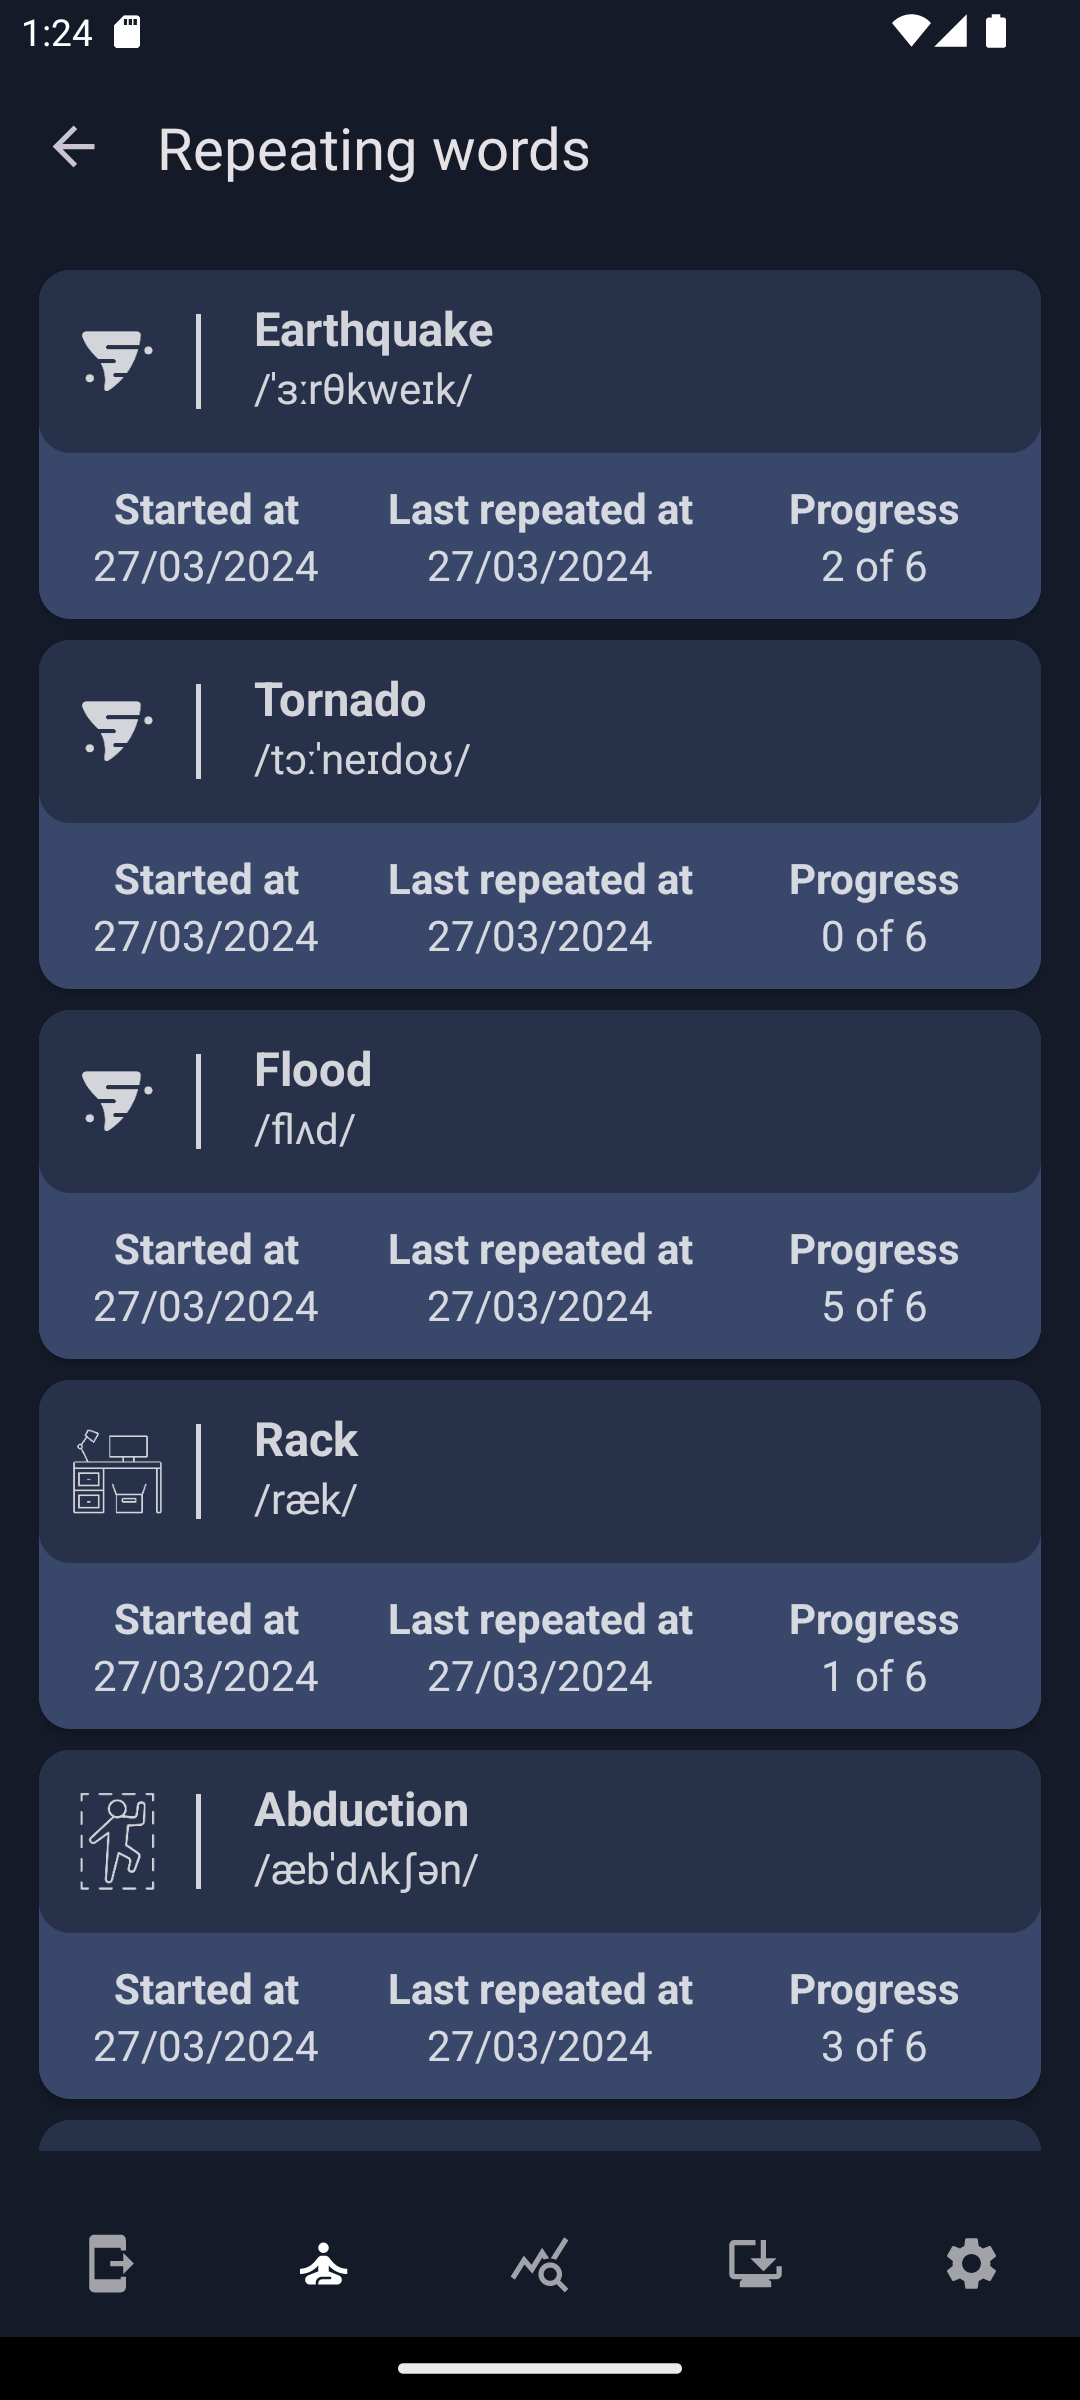 1:24
Repeating words
Earthquake
/ˈɜːrθkweɪk/
Started at Last repeated at Progress
27/03/2024 27/03/2024 2 of 6
Tornado
/tɔːˈneɪdoʊ/
Started at Last repeated at Progress
27/03/2024 27/03/2024 0 of 6
Flood
/flʌd/
Started at Last repeated at Progress
27/03/2024 27/03/2024 5 of 6
Rack
/ræk/
Started at Last repeated at Progress
27/03/2024 27/03/2024 1 of 6
Abduction
/æbˈdʌkʃən/
Started at Last repeated at Progress
27/03/2024 27/03/2024 3 of 6